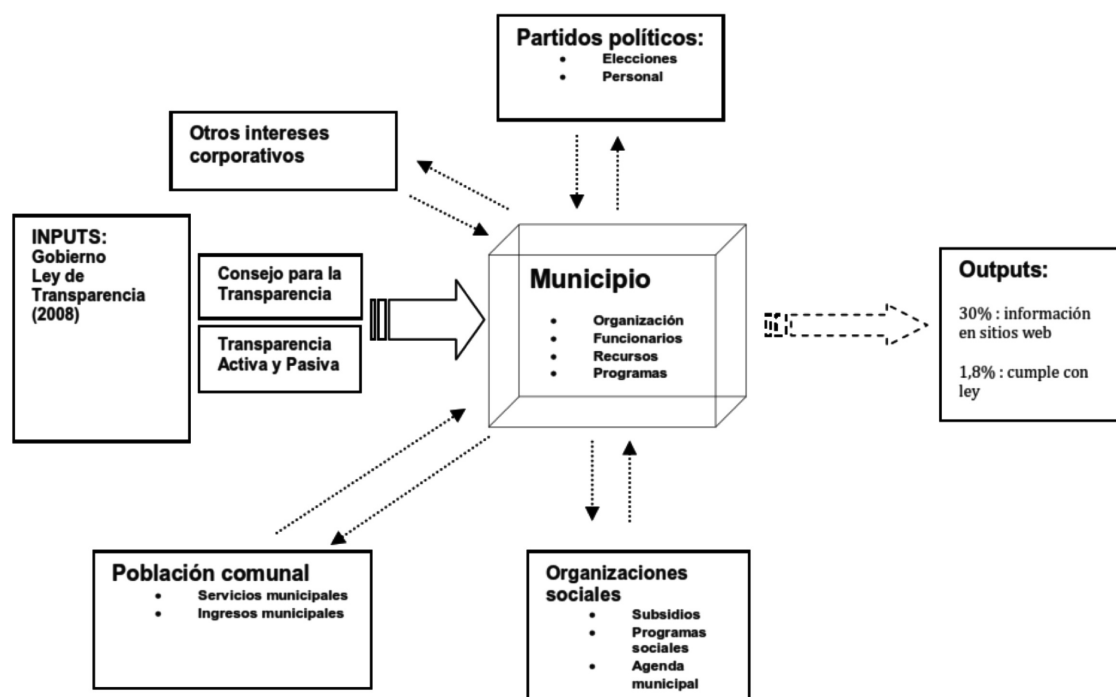 Partidos políticos:
• Elecciones
• Personal
Otros intereses
corporativos
INPUTS:
Gobierno
Ley de
Transparencia
(2008)
Consejo para la
Transparencia
Transparencia
Activa y Pasiva
Municipio
• Organización
• Funcionarios
• Recursos
• Programas
Outputs:
30% : información
en sitios web
1,8% : cumple con
ley
Población comunal
• Servicios municipales
• Ingresos municipales
Organizaciones
sociales
• Subsidios
• Programas
sociales
• Agenda
municipal